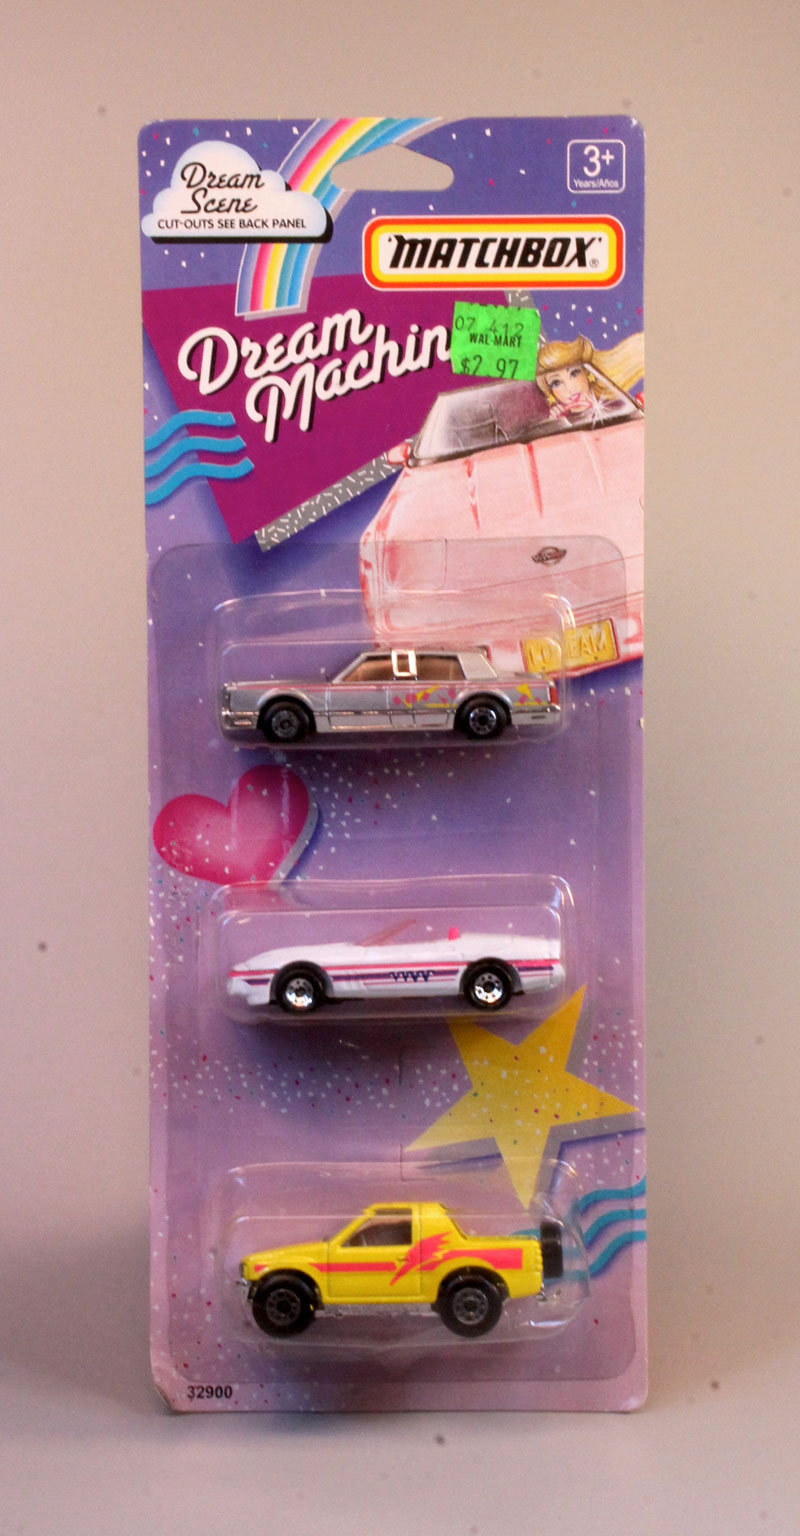 Dream
Scene
CUT-OUTS SEE BACK PANEL
3+
Years/Años
MATCHBOX®
Dream
Machin
07 412
WAL-MART
$2.97
32900